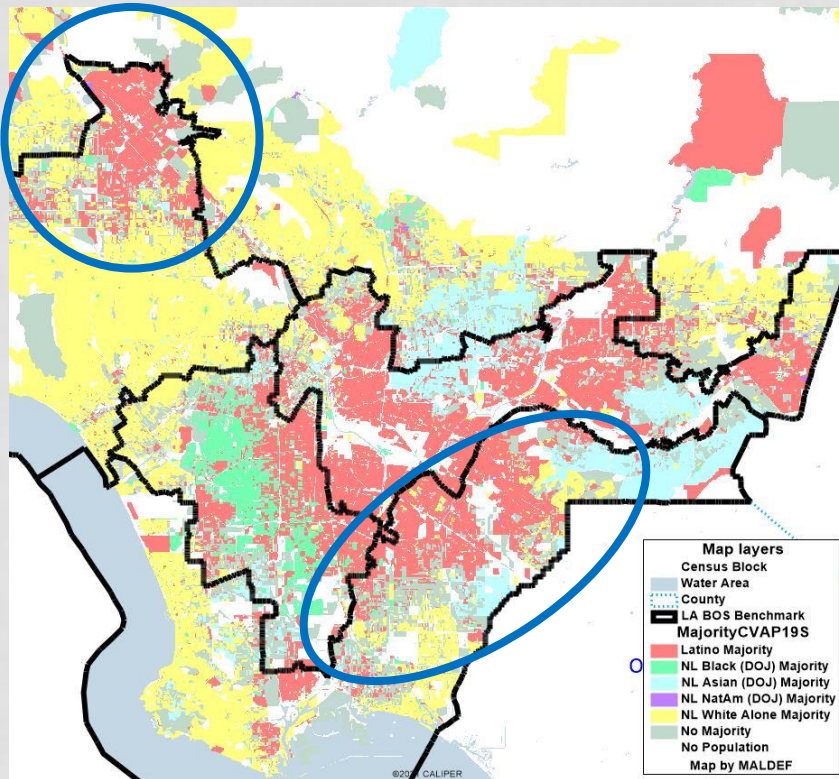 O
Map layers
Census Block
Water Area
County
LA BOS Benchmark
MajorityCVAP19S
Latino Majority
NL Black (DOJ) Majority
NL Asian (DOJ) Majority
NL NatAm (DOJ) Majority
NL White Alone Majority
No Majority
No Population
Map by MALDEF
©2021 CALIPER